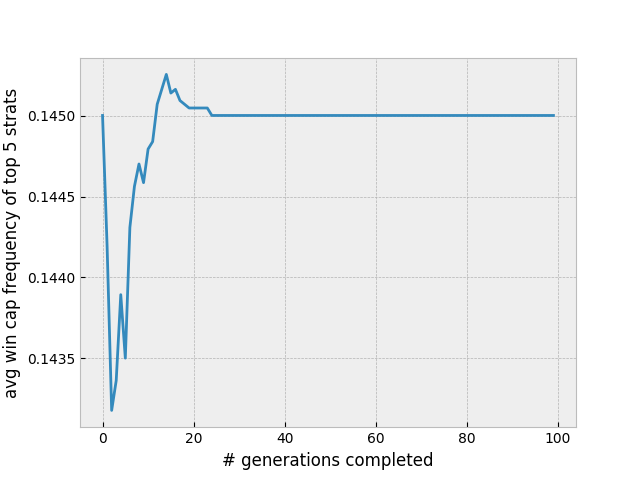 avg win cap frequency of top 5 strats
0.1450
0.1445
0.1440
0.1435
0 20 40 60 80 100
# generations completed